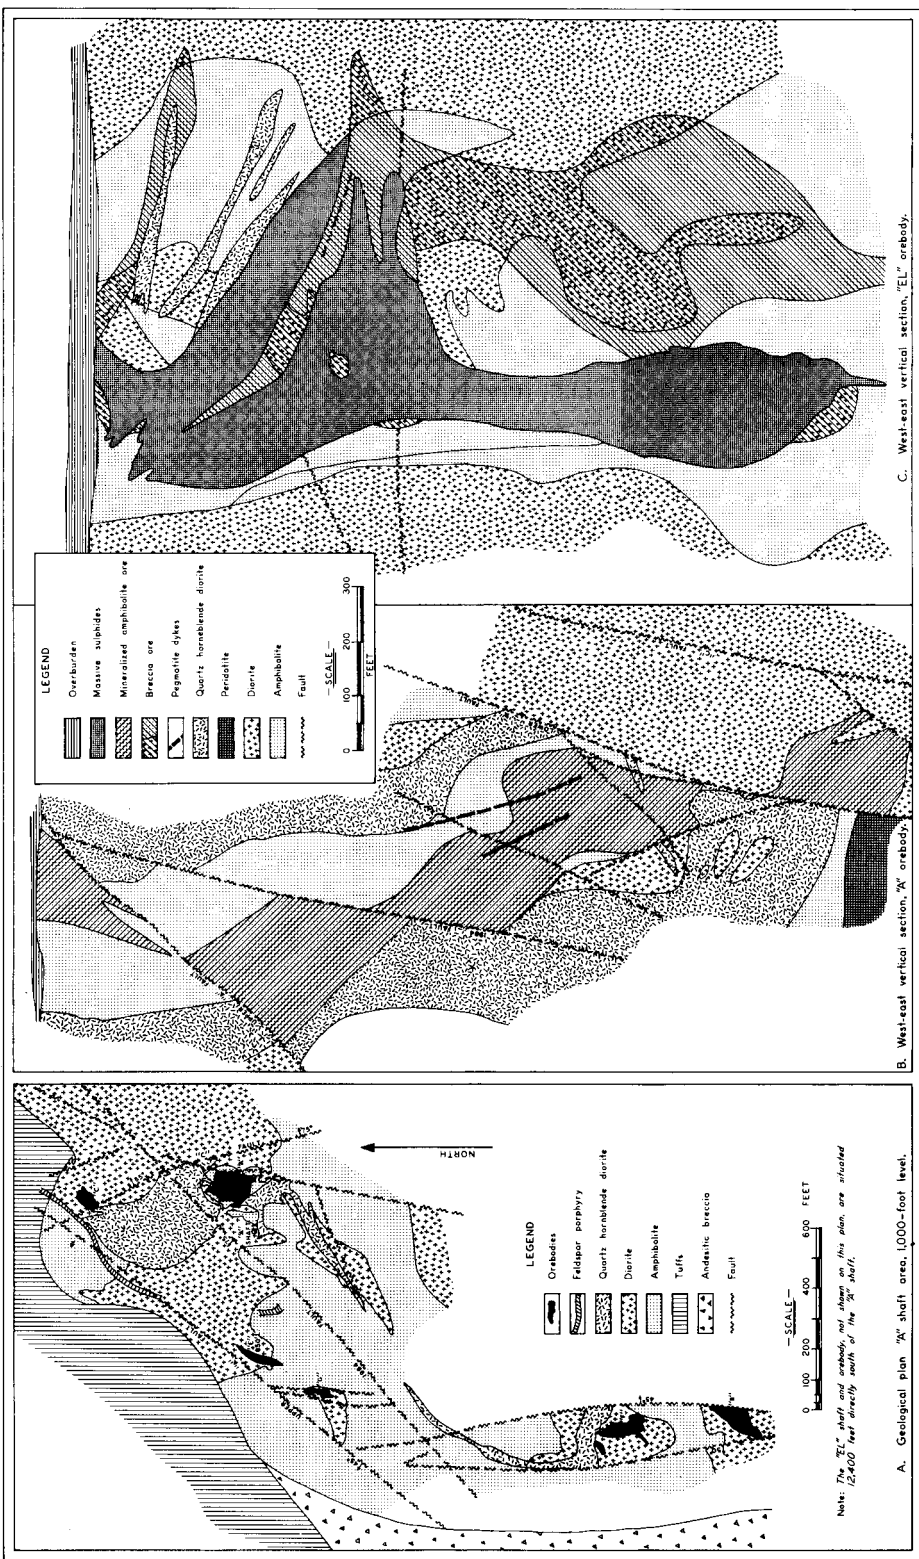 LEGEND
Overburden
Massive sulphides
Mineralized amphibolite ore
Breccia ore
Pegmatite dykes
Quartz horneblende diorite
Peridotite
Diorite
Amphibolite
Fault
SCALE
0 100 200 300
FEET
C. West-east vertical section, "EL" orebody.
B. West-east vertical section, "A" orebody.
NORTH
LEGEND
Orebodies
Feldspar porphyry
Quartz hornblende diorite
Diorite
Amphibolite
Tuffs
Andesitic breccia
Fault
SCALE
0 100 200 400 600 FEET
Note: The "EL" shaft and orebody, not shown on this plan, are situated
12,400 feet directly south of the "A" shaft.
A. Geological plan "A" shaft area, 1,000-foot level.